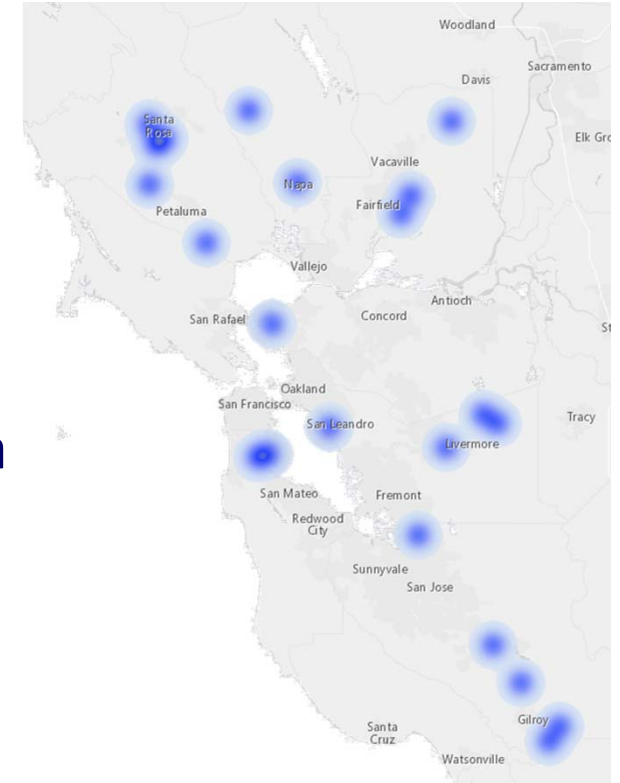 Woodland
Sacramento
Davis
Santa
Rosa
Elk Gro
Vacaville
Napa
Fairfield
Petaluma
Vallejo
Antioch
San Rafael
Concord
St
Oakland
San Francisco
San Leandro
Tracy
Livermore
San Mateo
Fremont
Redwood
City
Sunnyvale
San Jose
Gilroy
Santa
Cruz
Watsonville